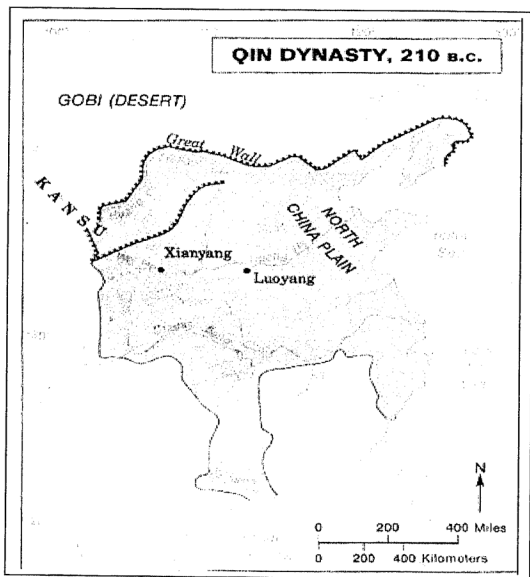 QIN DYNASTY, 210 B.C.
GOBI (DESERT)
Great Wall
KANSU
NORTH
CHINA PLAIN
Xianyang
Luoyang
N
0 200 400 Miles
0 200 400 Kilometers